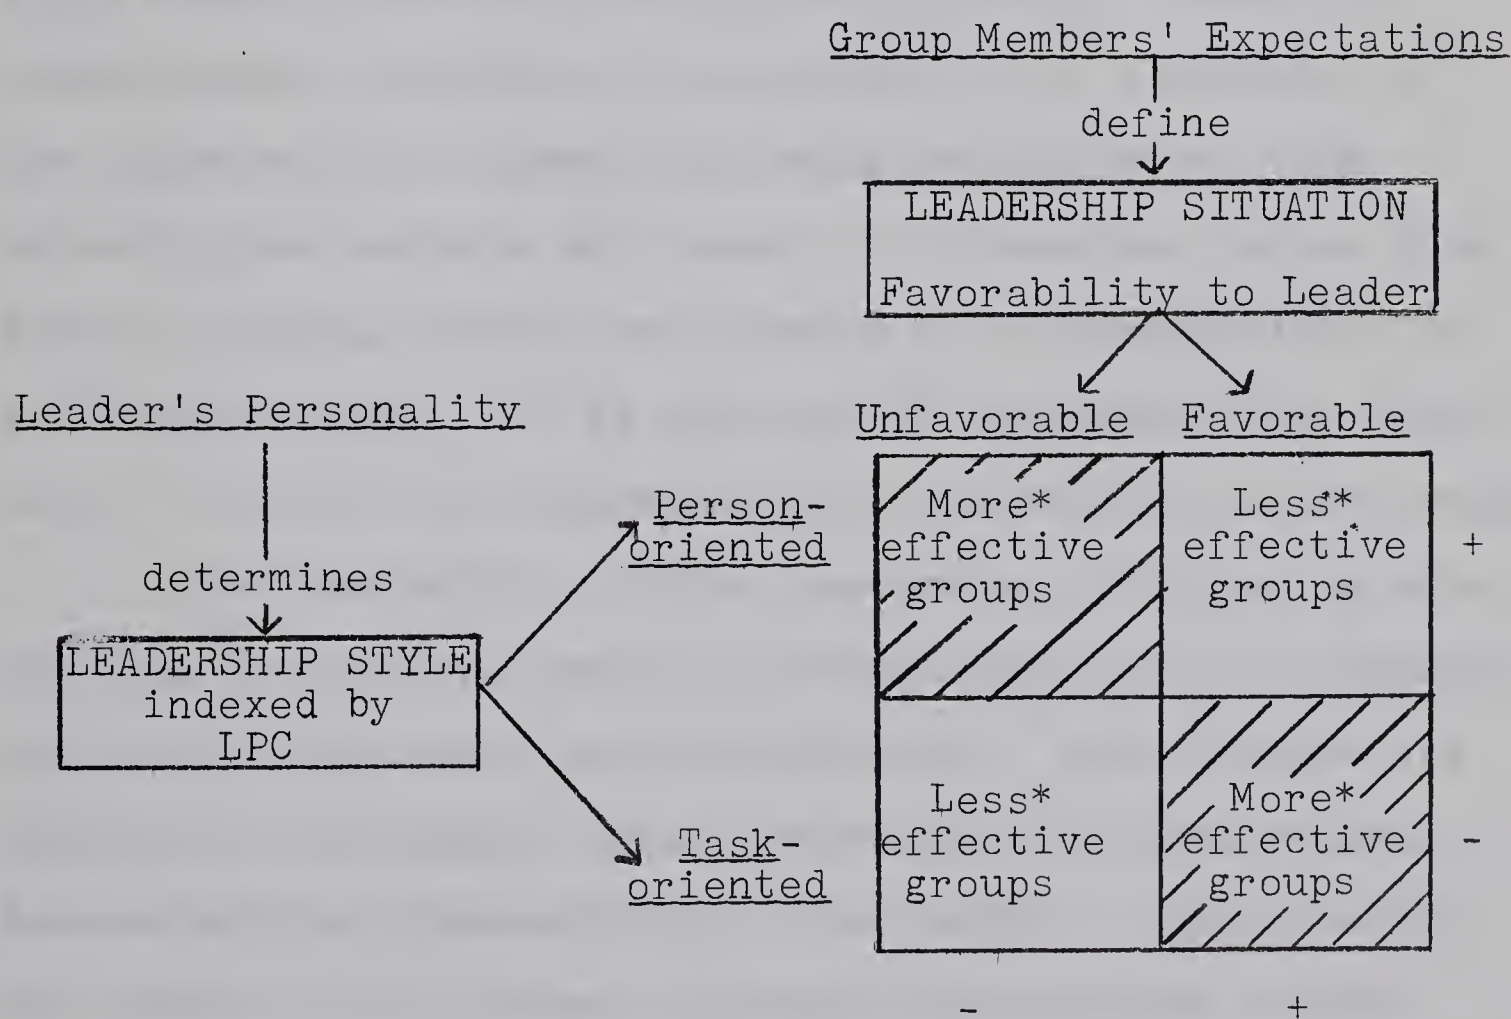 Group Members' Expectations
define
LEADERSHIP SITUATION
Favorability to Leader
Leader's Personality
determines
LEADERSHIP STYLE
indexed by
LPC
Unfavorable Favorable
Person-
oriented
More*
effective
groups
Less*
effective
groups
+
Task-
oriented
Less*
effective
groups
More*
effective
groups
-
- +